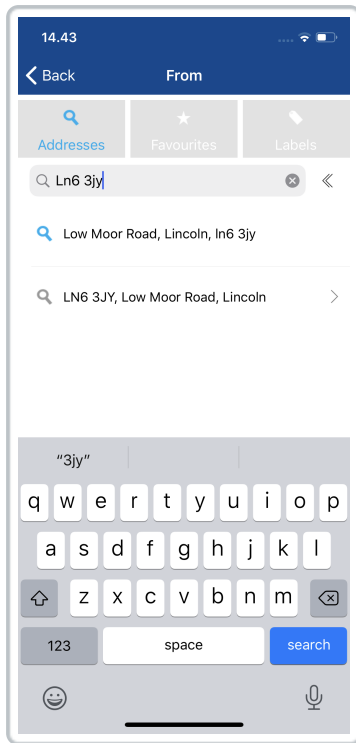 14.43
Back
From
Addresses
Favourites
Labels
Ln6 3jy
Low Moor Road, Lincoln, ln6 3jy
LN6 3JY, Low Moor Road, Lincoln
“3jy”
q w e r t y u i o p
a s d f g h j k l
z x c v b n m
123 space search